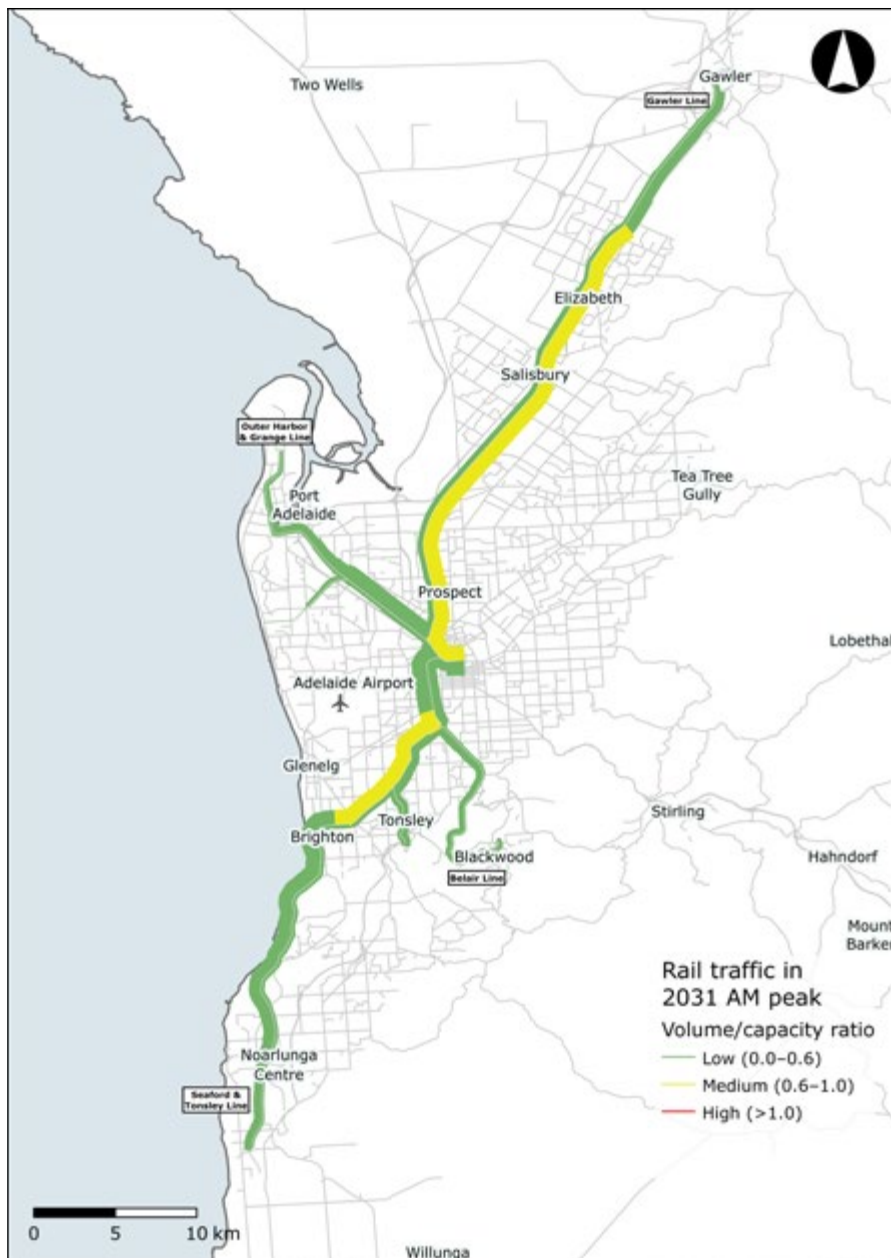 Gawler
Two Wells
Gawler Line
Elizabeth
Salisbury
Outer Harbor
& Grange Line
Tea Tree
Gully
Port
Adelaide
Prospect
Lobethal
Adelaide Airport
Glenelg
Stirling
Tonsley
Brighton
Blackwood
Hahndorf
Belair Line
Mount
Barker
Rail traffic in
2031 AM peak
Volume/capacity ratio
Low (0.0–0.6)
Medium (0.6–1.0)
High (>1.0)
Noarlunga
Centre
Seaford &
Tonsley Line
0 5 10 km
Willunga